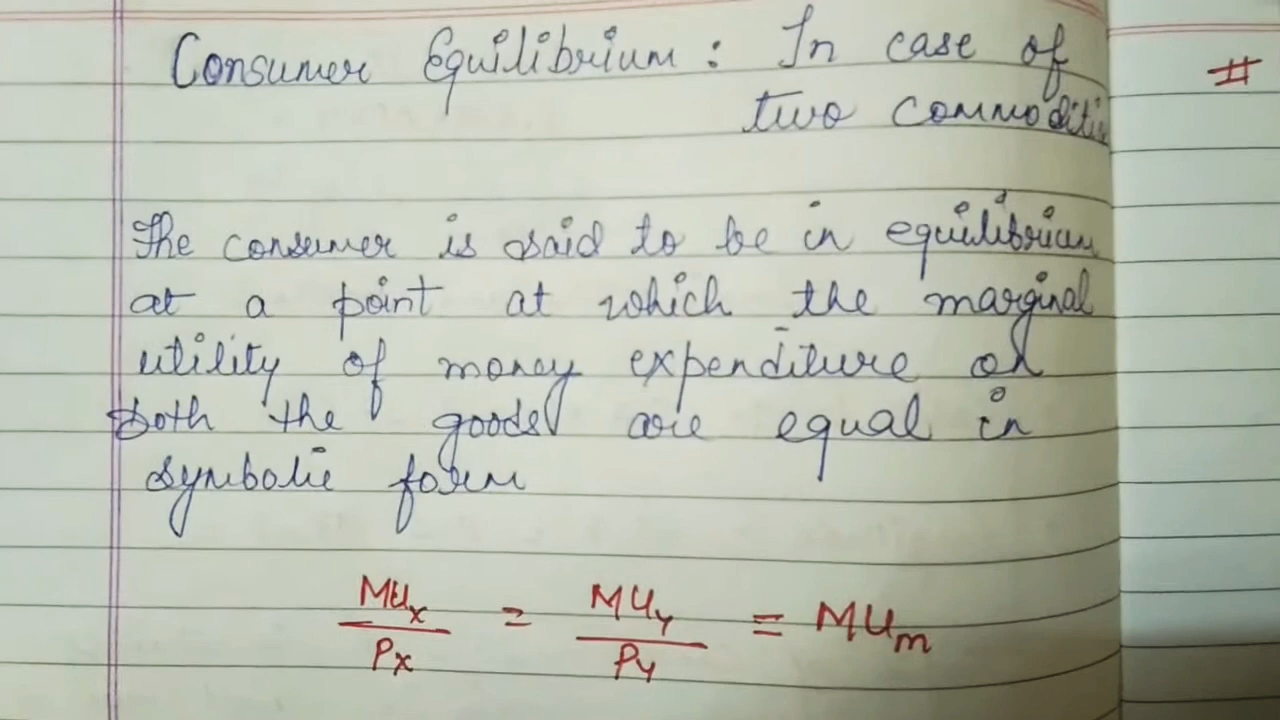 Consumer Equilibrium : In case of
two commoditie
#
The consumer is said to be in equilibrium
at a point at which the marginal
utility of money expenditure on
both the goods are equal in
symbolic form
MUx/Px = MUy/Py = MUm